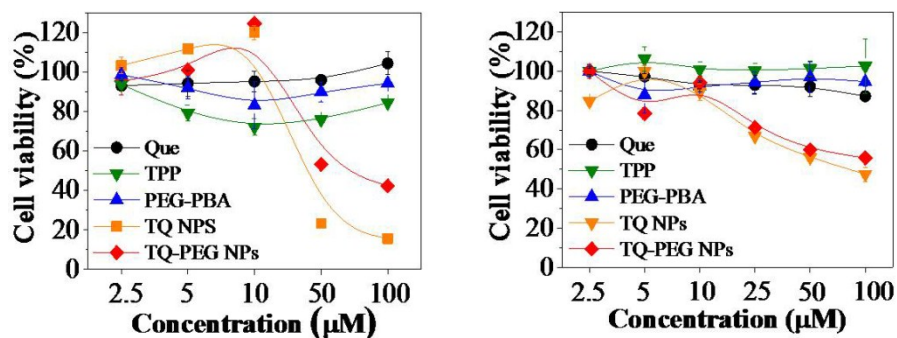 Cell viability (%)
120
100
80
60
40
20
0
Que
TPP
PEG-PBA
TQ NPS
TQ-PEG NPs
2.5 5 10 50 100
Concentration (μM)
Cell viability (%)
120
100
80
60
40
20
0
Que
TPP
PEG-PBA
TQ NPs
TQ-PEG NPs
2.5 5 10 25 50 100
Concentration (μM)